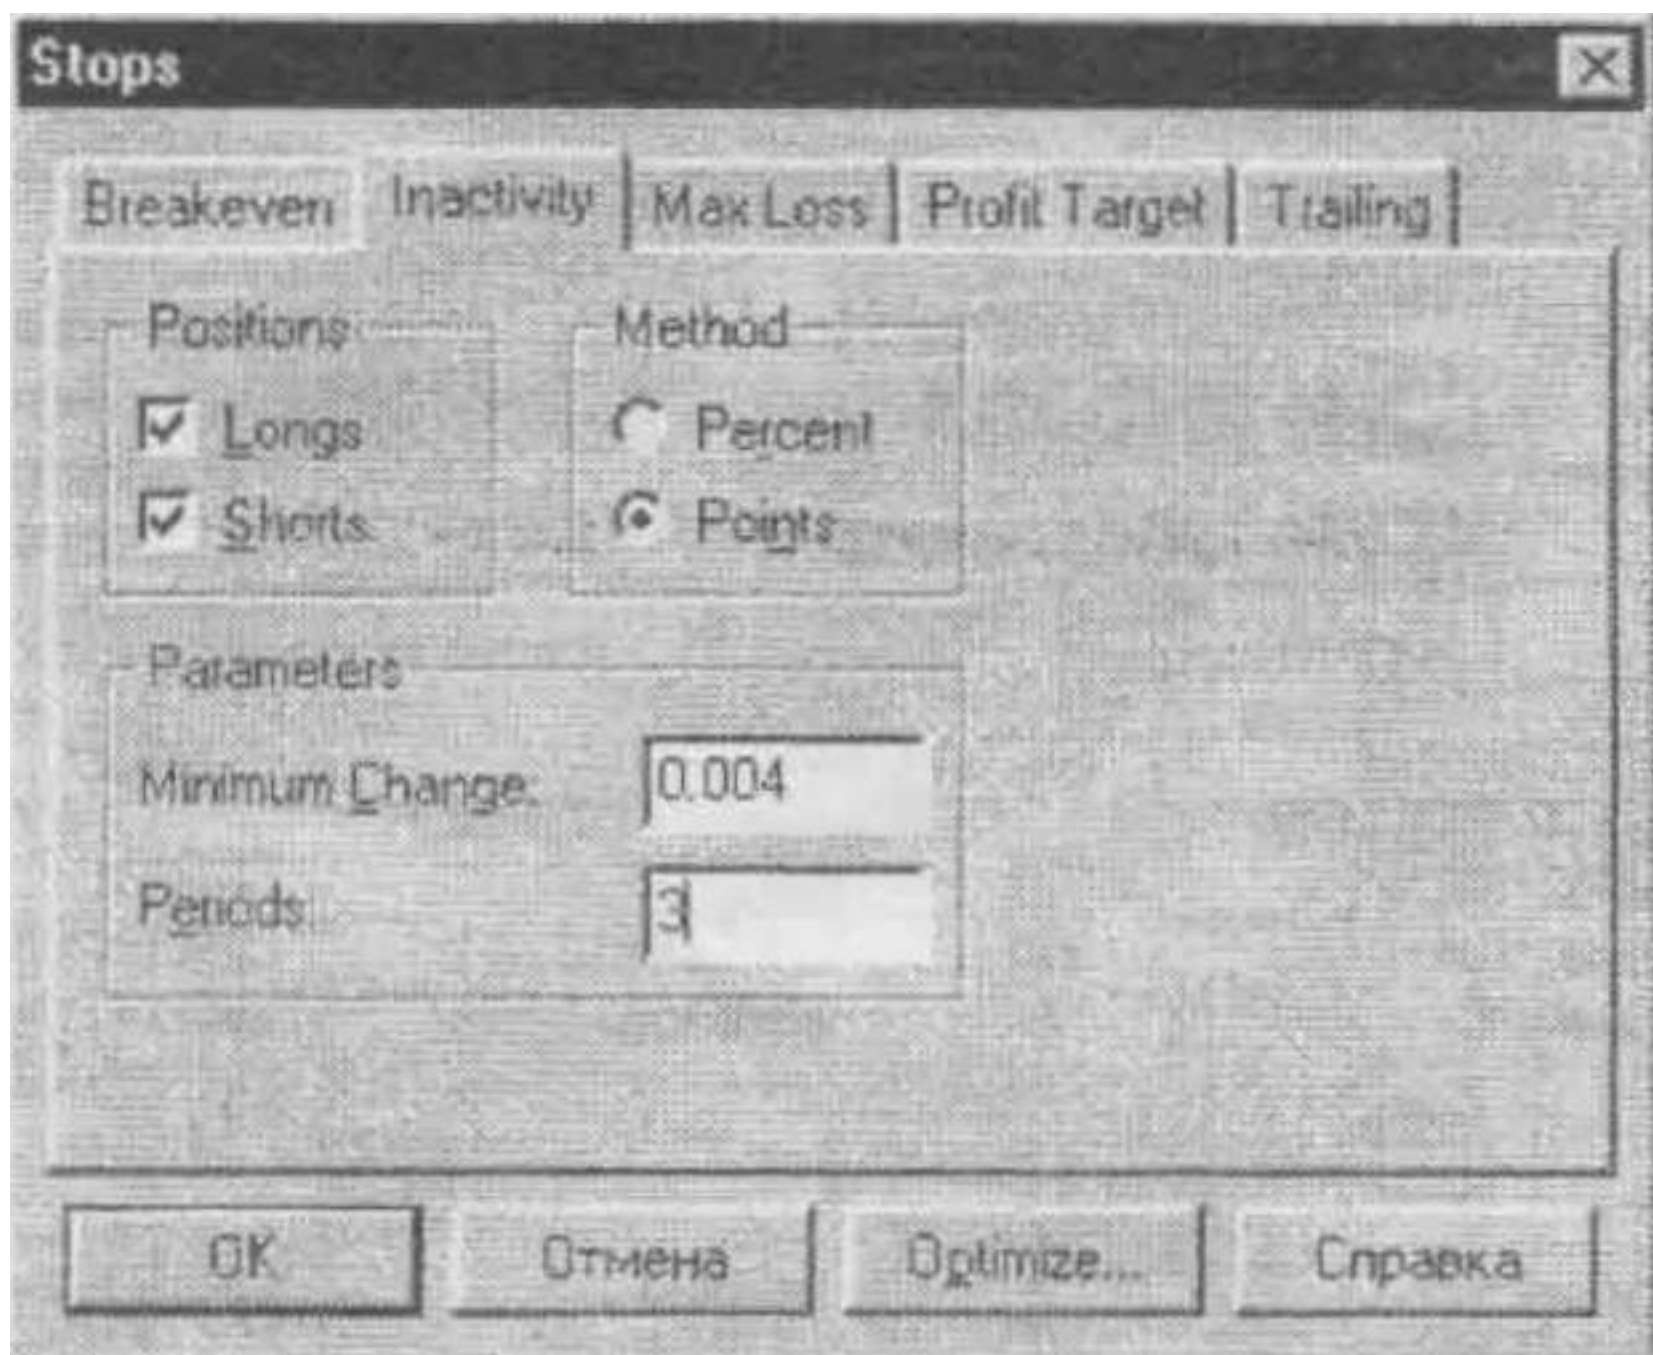 Stops
Breakeven Inactivity Max Loss Profit Target Trailing
Positions Method
Longs Percent
Shorts Points
Parameters
Minimum Change: 0.004
Periods: 3
OK Отмена Optimize... Справка